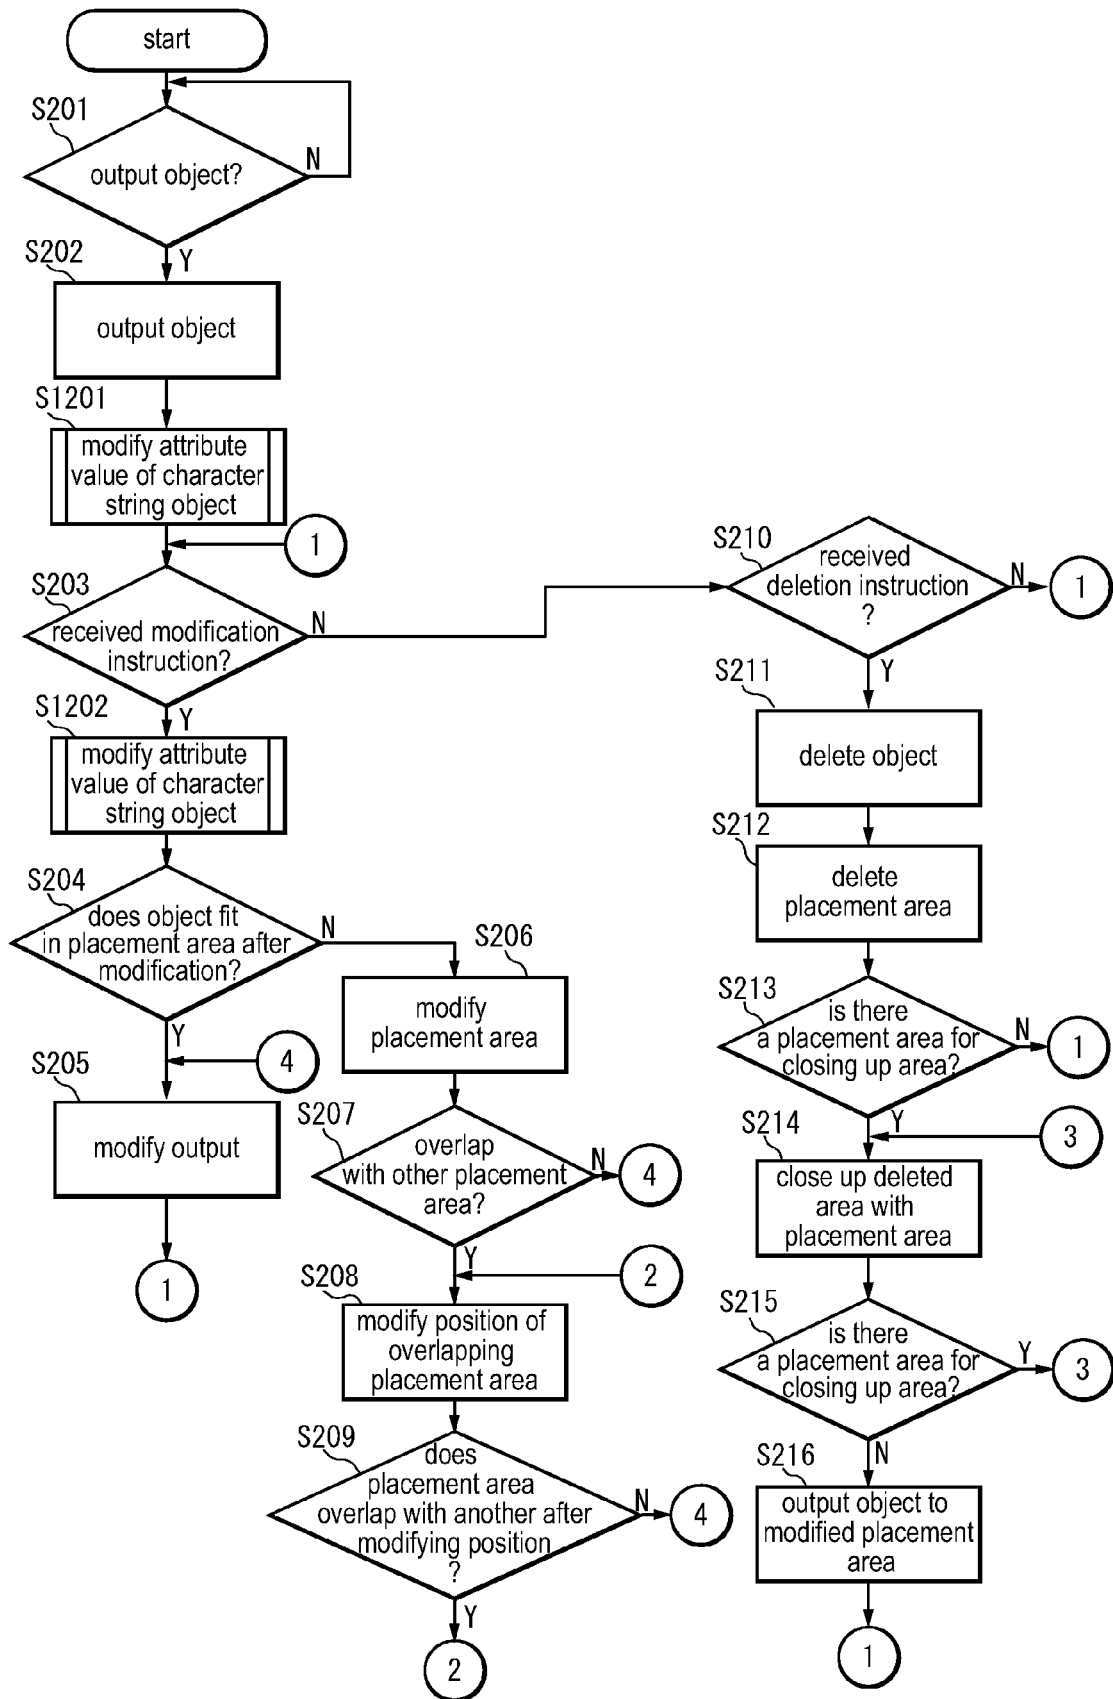 start
S201
output object?
N
Y
S202
output object
S1201
modify attribute
value of character
string object
1
S203
received modification
instruction?
N
Y
S1202
modify attribute
value of character
string object
S204
does object fit
in placement area after
modification?
N
Y
4
S205
modify output
1
S206
modify
placement area
S207
overlap
with other placement
area?
N
4
Y
2
S208
modify position of
overlapping
placement area
S209
does
placement area
overlap with another after
modifying position
?
N
4
Y
2
S210
received
deletion instruction
?
N
1
Y
S211
delete object
S212
delete
placement area
S213
is there
a placement area for
closing up area?
N
1
Y
3
S214
close up deleted
area with
placement area
S215
is there
a placement area for
closing up area?
Y
3
N
S216
output object to
modified placement
area
1